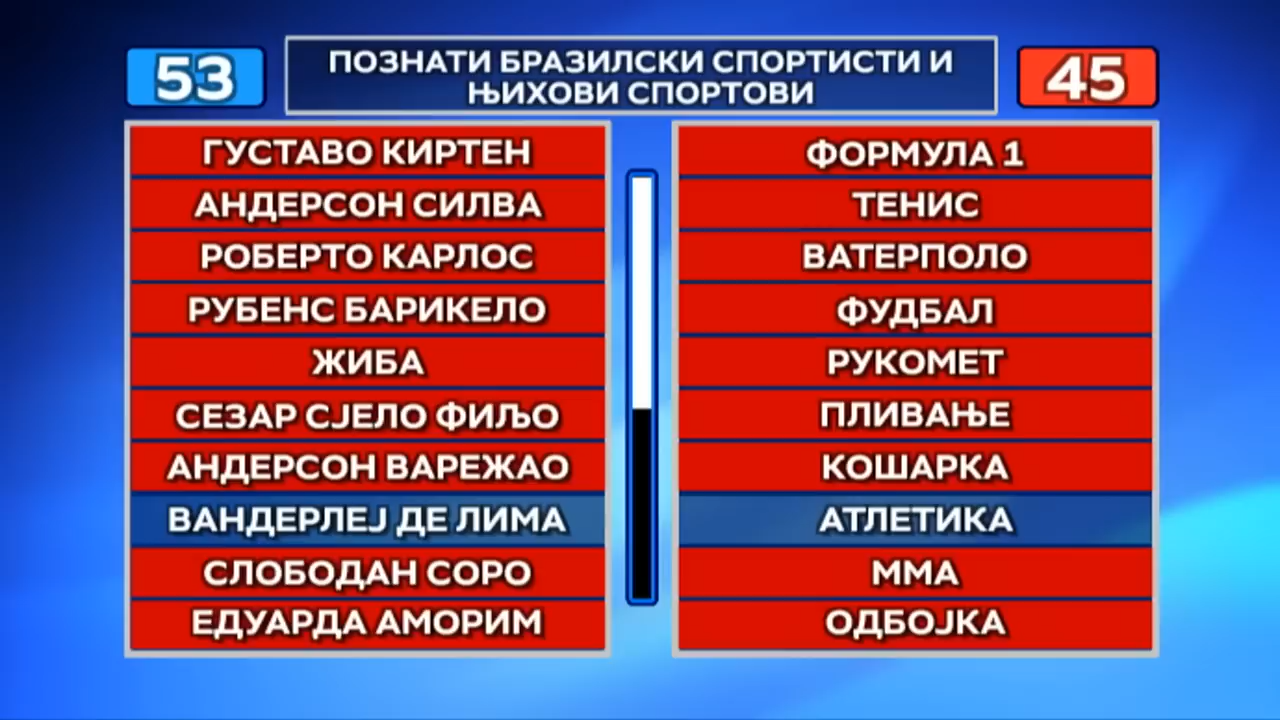 53
ПОЗНАТИ БРАЗИЛСКИ СПОРТИСТИ И
ЊИХОВИ СПОРТОВИ
45
ГУСТАВО КИРТЕН
ФОРМУЛА 1
АНДЕРСОН СИЛВА
ТЕНИС
РОБЕРТО КАРЛОС
ВАТЕРПОЛО
РУБЕНС БАРИКЕЛО
ФУДБАЛ
ЖИБА
РУКОМЕТ
СЕЗАР СЈЕЛО ФИЉО
ПЛИВАЊЕ
АНДЕРСОН ВАРЕЖАО
КОШАРКА
ВАНДЕРЛЕЈ ДЕ ЛИМА
АТЛЕТИКА
СЛОБОДАН СОРО
ММА
ЕДУАРДА АМОРИМ
ОДБОЈКА